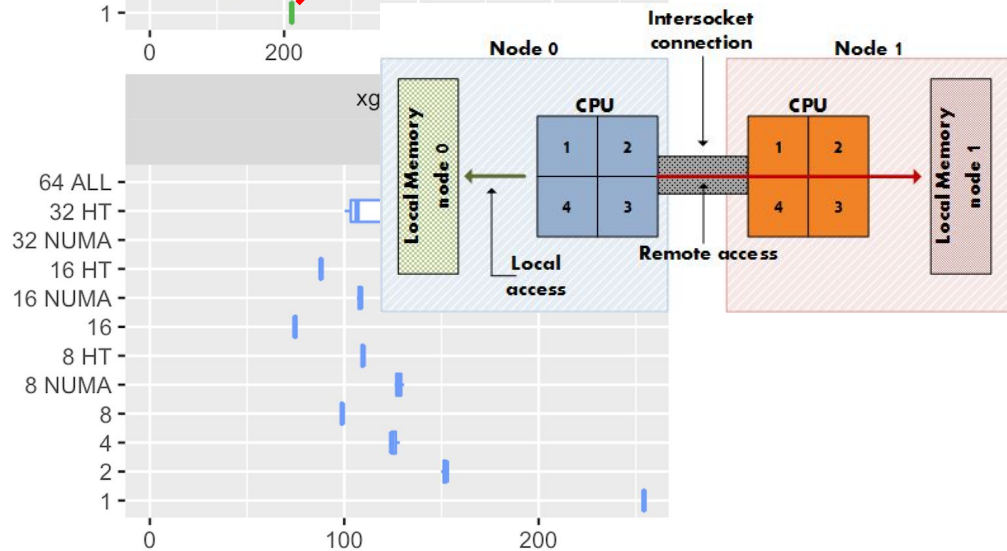 1
0
200
xg
64 ALL
32 HT
32 NUMA
16 HT
16 NUMA
16
8 HT
8 NUMA
8
4
2
1
0
100
200
Intersocket
connection
Node 0
Node 1
CPU
CPU
Local Memory
node 0
1
2
4
3
1
2
4
3
Local Memory
node 1
Local
access
Remote access